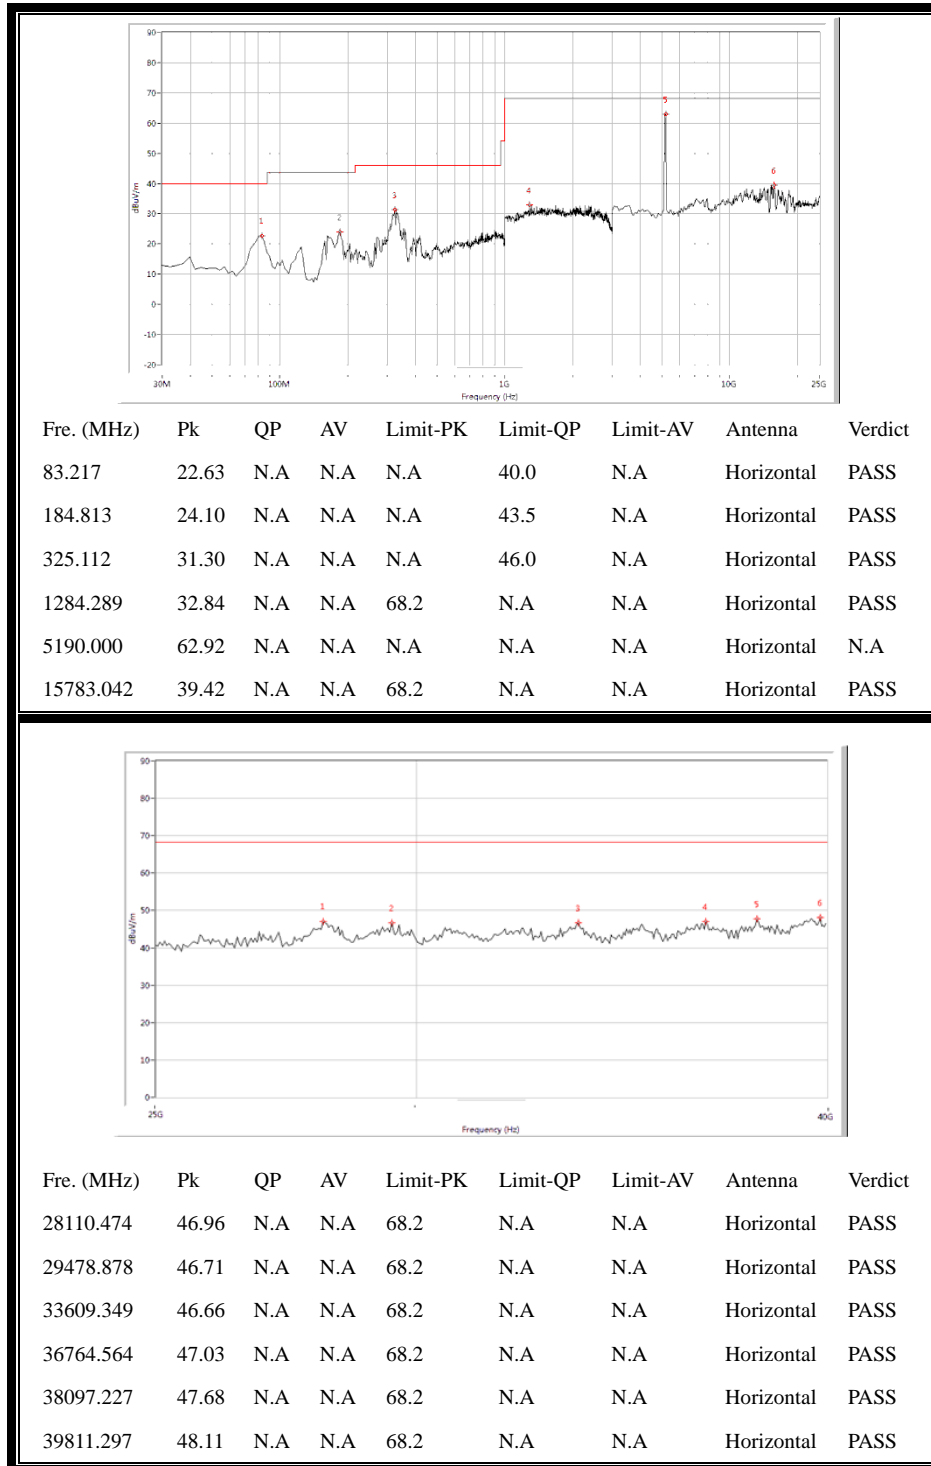 90
80
70
60
50
40
30
20
10
0
-10
-20
dBuV/m
1
2
3
4
5
6
30M 100M 1G 10G 25G
Frequency (Hz)
Fre. (MHz) Pk QP AV Limit-PK Limit-QP Limit-AV Antenna Verdict
83.217 22.63 N.A N.A N.A 40.0 N.A Horizontal PASS
184.813 24.10 N.A N.A N.A 43.5 N.A Horizontal PASS
325.112 31.30 N.A N.A N.A 46.0 N.A Horizontal PASS
1284.289 32.84 N.A N.A 68.2 N.A N.A Horizontal PASS
5190.000 62.92 N.A N.A N.A N.A N.A Horizontal N.A
15783.042 39.42 N.A N.A 68.2 N.A N.A Horizontal PASS
90
80
70
60
50
40
30
20
10
0
dBuV/m
1
2
3
4
5
6
25G 40G
Frequency (Hz)
Fre. (MHz) Pk QP AV Limit-PK Limit-QP Limit-AV Antenna Verdict
28110.474 46.96 N.A N.A 68.2 N.A N.A Horizontal PASS
29478.878 46.71 N.A N.A 68.2 N.A N.A Horizontal PASS
33609.349 46.66 N.A N.A 68.2 N.A N.A Horizontal PASS
36764.564 47.03 N.A N.A 68.2 N.A N.A Horizontal PASS
38097.227 47.68 N.A N.A 68.2 N.A N.A Horizontal PASS
39811.297 48.11 N.A N.A 68.2 N.A N.A Horizontal PASS